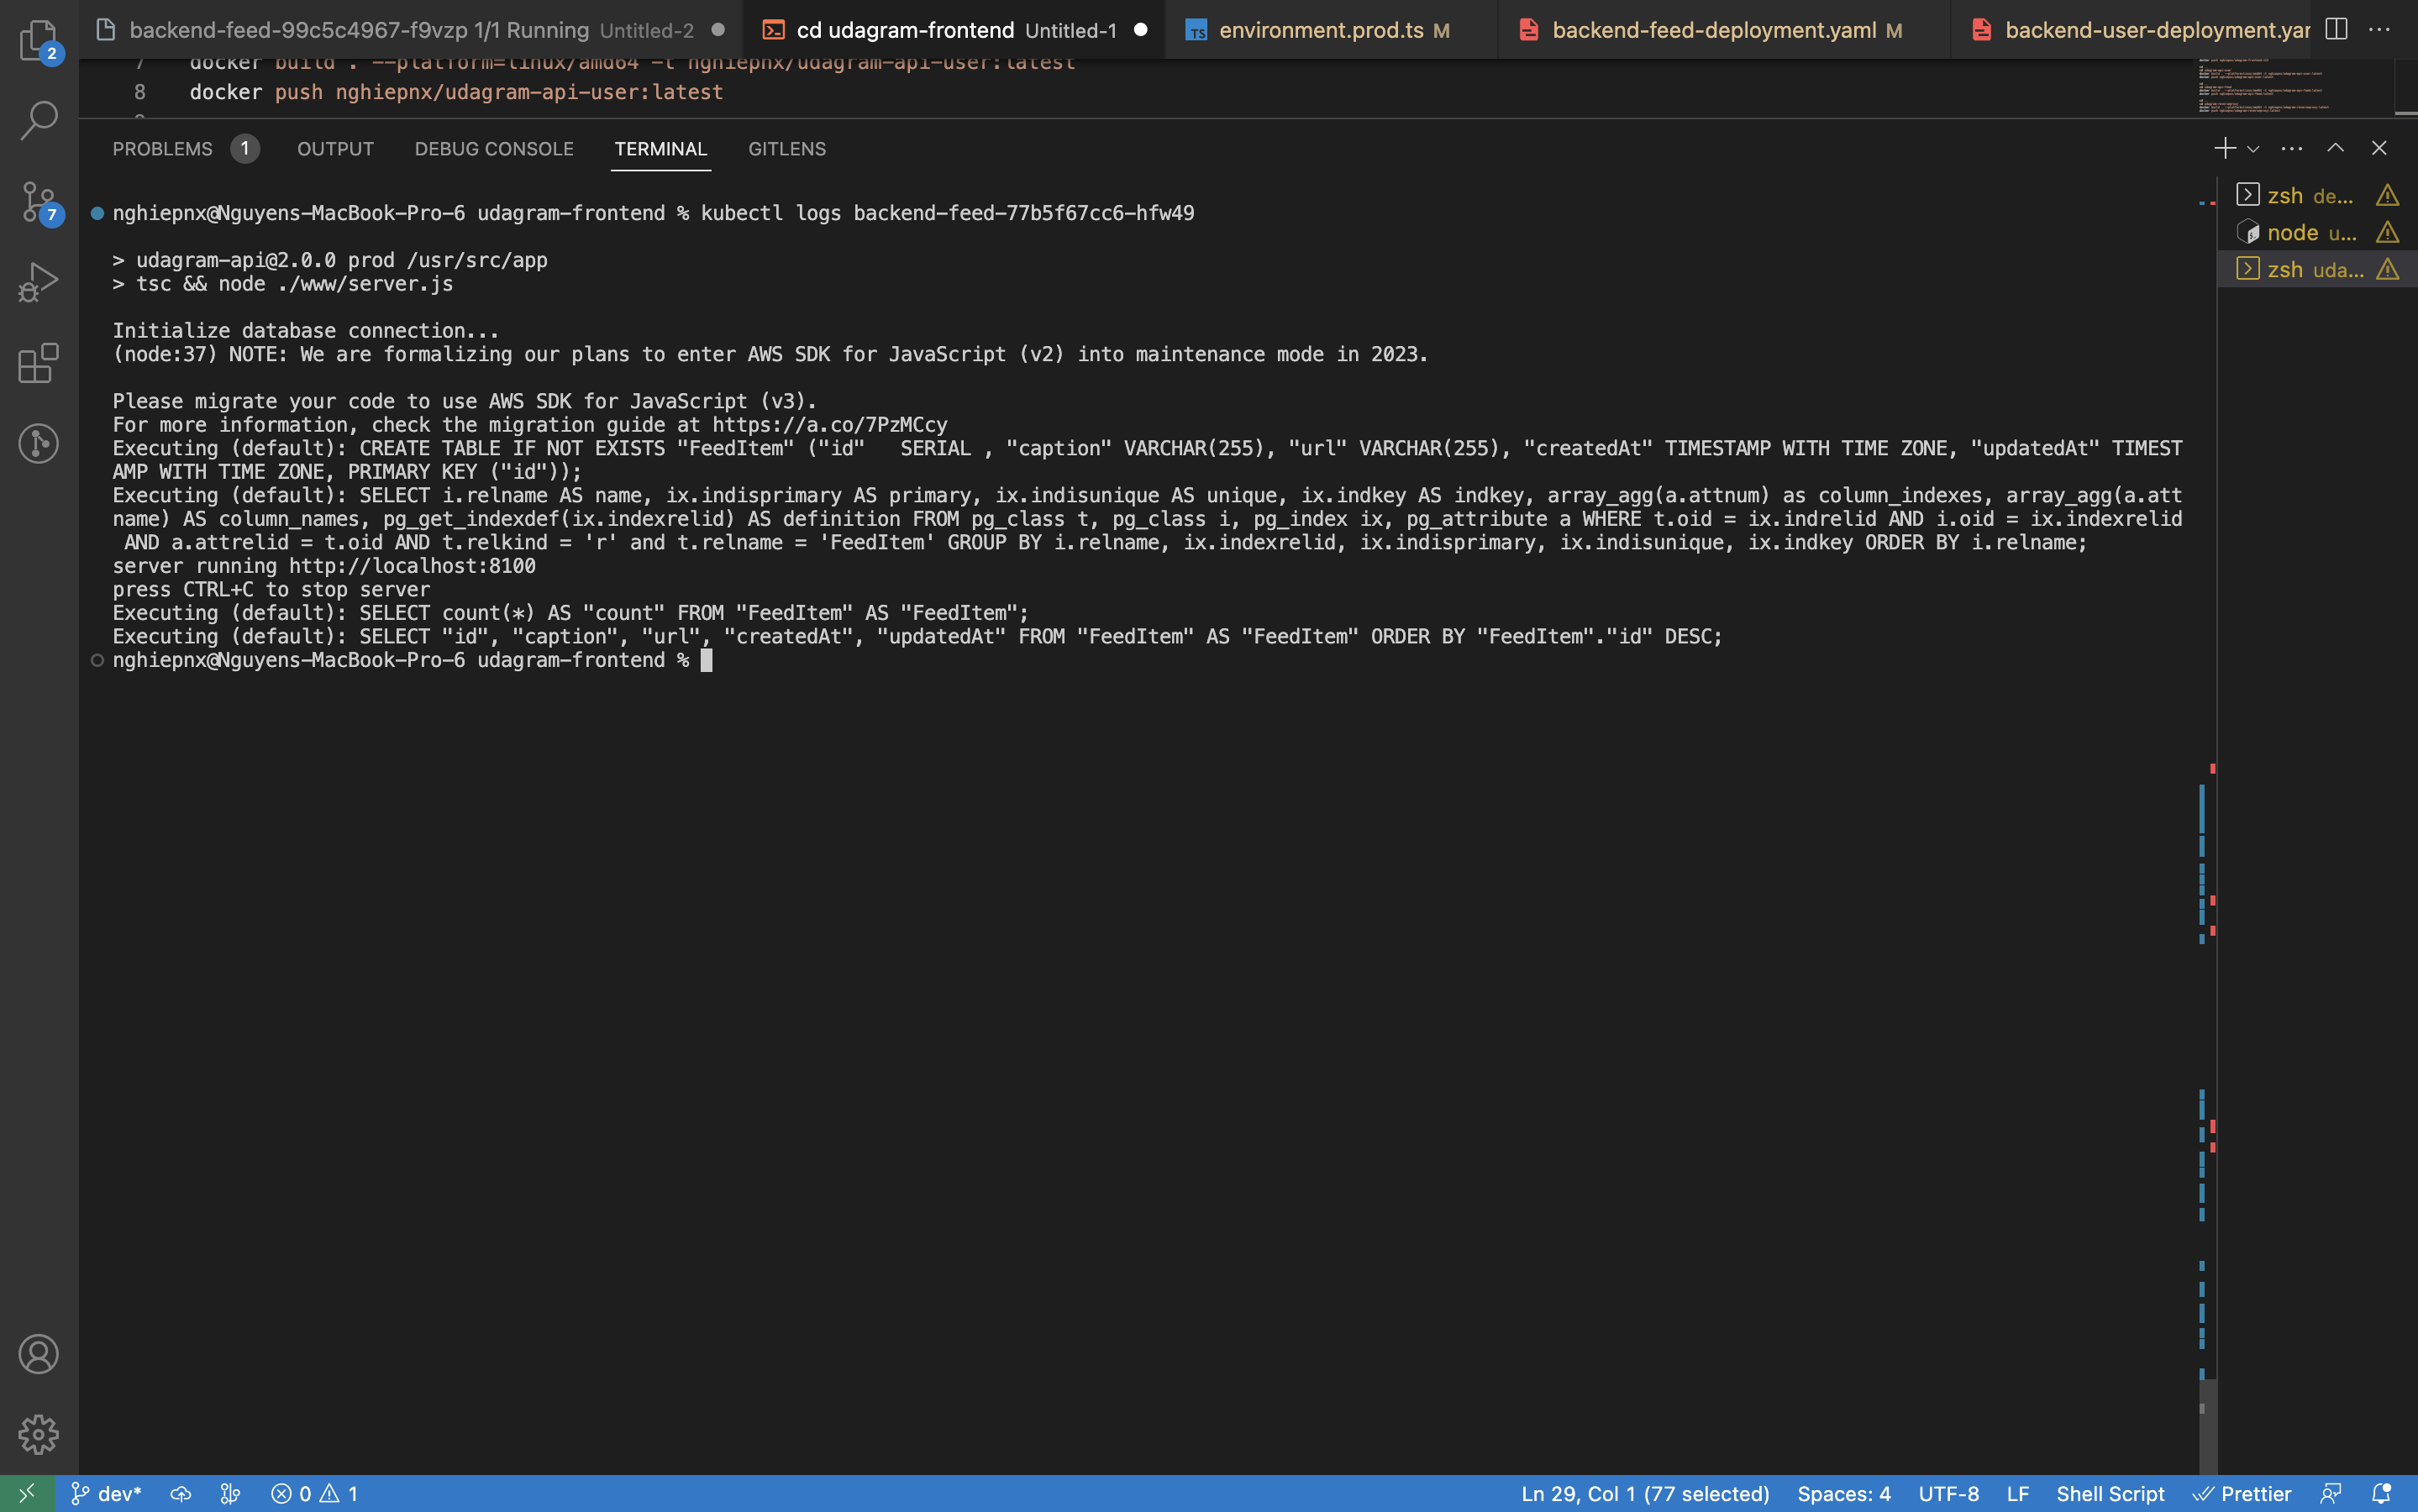 2
backend-feed-99c5c4967-f9vzp 1/1 Running Untitled-2
cd udagram-frontend Untitled-1
TS environment.prod.ts M
backend-feed-deployment.yaml M
backend-user-deployment.yar
7 docker build . --platform=linux/amd64 -t nghiepnx/udagram-api-user:latest
8 docker push nghiepnx/udagram-api-user:latest
PROBLEMS 1 OUTPUT DEBUG CONSOLE TERMINAL GITLENS
7
zsh de...
node u...
zsh uda...
nghiepnx@Nguyens-MacBook-Pro-6 udagram-frontend % kubectl logs backend-feed-77b5f67cc6-hfw49
> udagram-api@2.0.0 prod /usr/src/app
> tsc && node ./www/server.js
Initialize database connection...
(node:37) NOTE: We are formalizing our plans to enter AWS SDK for JavaScript (v2) into maintenance mode in 2023.
Please migrate your code to use AWS SDK for JavaScript (v3).
For more information, check the migration guide at https://a.co/7PzMCcy
Executing (default): CREATE TABLE IF NOT EXISTS "FeedItem" ("id"   SERIAL , "caption" VARCHAR(255), "url" VARCHAR(255), "createdAt" TIMESTAMP WITH TIME ZONE, "updatedAt" TIMEST
AMP WITH TIME ZONE, PRIMARY KEY ("id"));
Executing (default): SELECT i.relname AS name, ix.indisprimary AS primary, ix.indisunique AS unique, ix.indkey AS indkey, array_agg(a.attnum) as column_indexes, array_agg(a.att
name) AS column_names, pg_get_indexdef(ix.indexrelid) AS definition FROM pg_class t, pg_class i, pg_index ix, pg_attribute a WHERE t.oid = ix.indrelid AND i.oid = ix.indexrelid
 AND a.attrelid = t.oid AND t.relkind = 'r' and t.relname = 'FeedItem' GROUP BY i.relname, ix.indexrelid, ix.indisprimary, ix.indisunique, ix.indkey ORDER BY i.relname;
server running http://localhost:8100
press CTRL+C to stop server
Executing (default): SELECT count(*) AS "count" FROM "FeedItem" AS "FeedItem";
Executing (default): SELECT "id", "caption", "url", "createdAt", "updatedAt" FROM "FeedItem" AS "FeedItem" ORDER BY "FeedItem"."id" DESC;
nghiepnx@Nguyens-MacBook-Pro-6 udagram-frontend %
dev* 0 1 Ln 29, Col 1 (77 selected) Spaces: 4 UTF-8 LF Shell Script Prettier